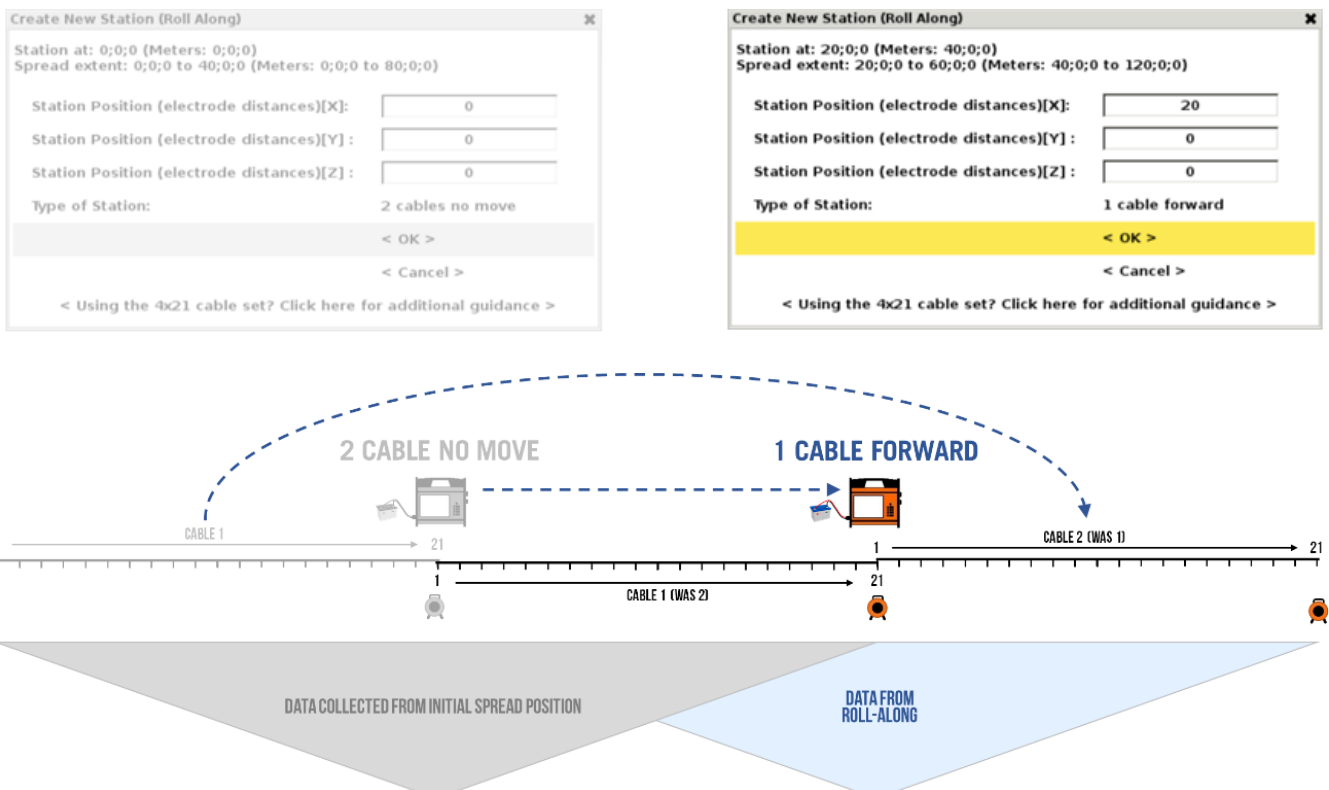 Create New Station (Roll Along)
Station at: 0;0;0 (Meters: 0;0;0)
Spread extent: 0;0;0 to 40;0;0 (Meters: 0;0;0 to 80;0;0)
Station Position (electrode distances)[X]: 0
Station Position (electrode distances)[Y] : 0
Station Position (electrode distances)[Z] : 0
Type of Station: 2 cables no move
< OK >
< Cancel >
< Using the 4x21 cable set? Click here for additional guidance >
Create New Station (Roll Along)
Station at: 20;0;0 (Meters: 40;0;0)
Spread extent: 20;0;0 to 60;0;0 (Meters: 40;0;0 to 120;0;0)
Station Position (electrode distances)[X]: 20
Station Position (electrode distances)[Y] : 0
Station Position (electrode distances)[Z] : 0
Type of Station: 1 cable forward
< OK >
< Cancel >
< Using the 4x21 cable set? Click here for additional guidance >
2 CABLE NO MOVE
1 CABLE FORWARD
CABLE 1
21
1
CABLE 2 (WAS 1)
21
1
CABLE 1 (WAS 2)
21
DATA COLLECTED FROM INITIAL SPREAD POSITION
DATA FROM
ROLL-ALONG